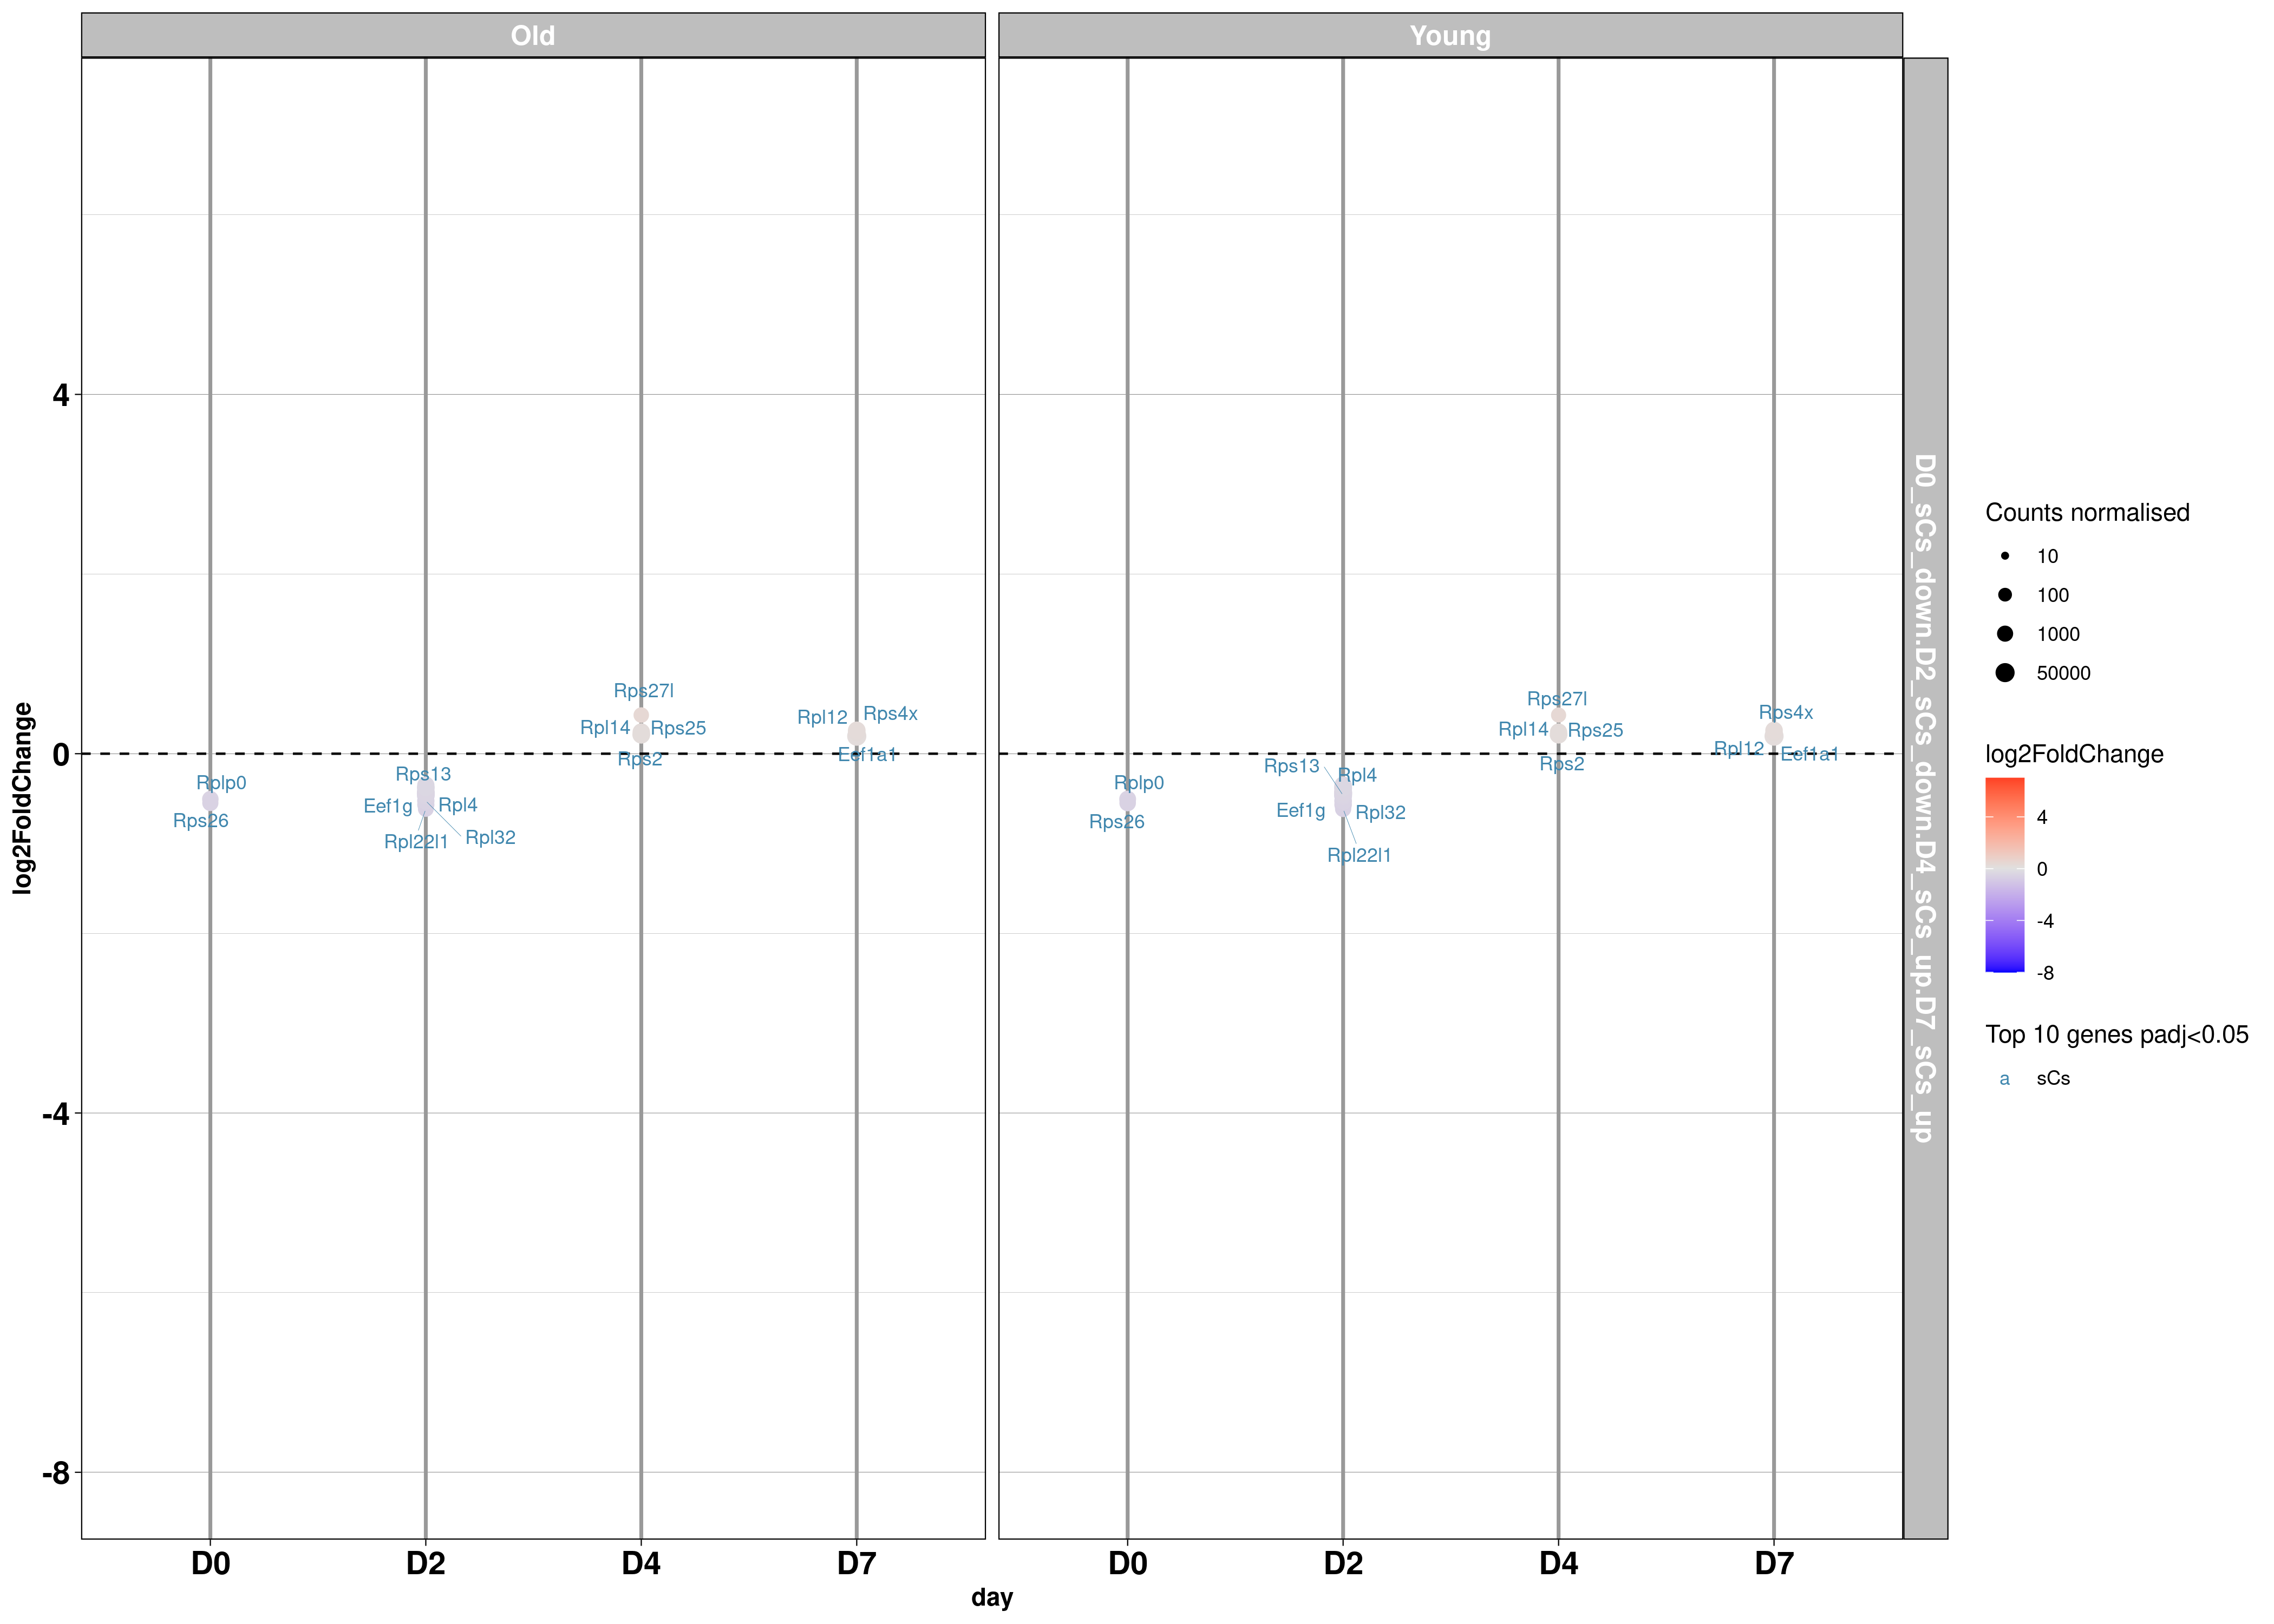 Old
Young
4
0
-4
-8
log2FoldChange
Rplp0
Rps26
Rps13
Eef1g
Rpl4
Rpl22l1
Rpl32
Rps27l
Rpl14
Rps25
Rps2
Rpl12
Rps4x
Eef1a1
Rplp0
Rps26
Rps13
Rpl4
Eef1g
Rpl32
Rpl22l1
Rps27l
Rpl14
Rps25
Rps2
Rps4x
Rpl12
Eef1a1
D0
D2
D4
D7
D0
D2
D4
D7
day
D0_sCs_down.D2_sCs_down.D4_sCs_up.D7_sCs_up
Counts normalised
10
100
1000
50000
log2FoldChange
4
0
-4
-8
Top 10 genes padj<0.05
a sCs